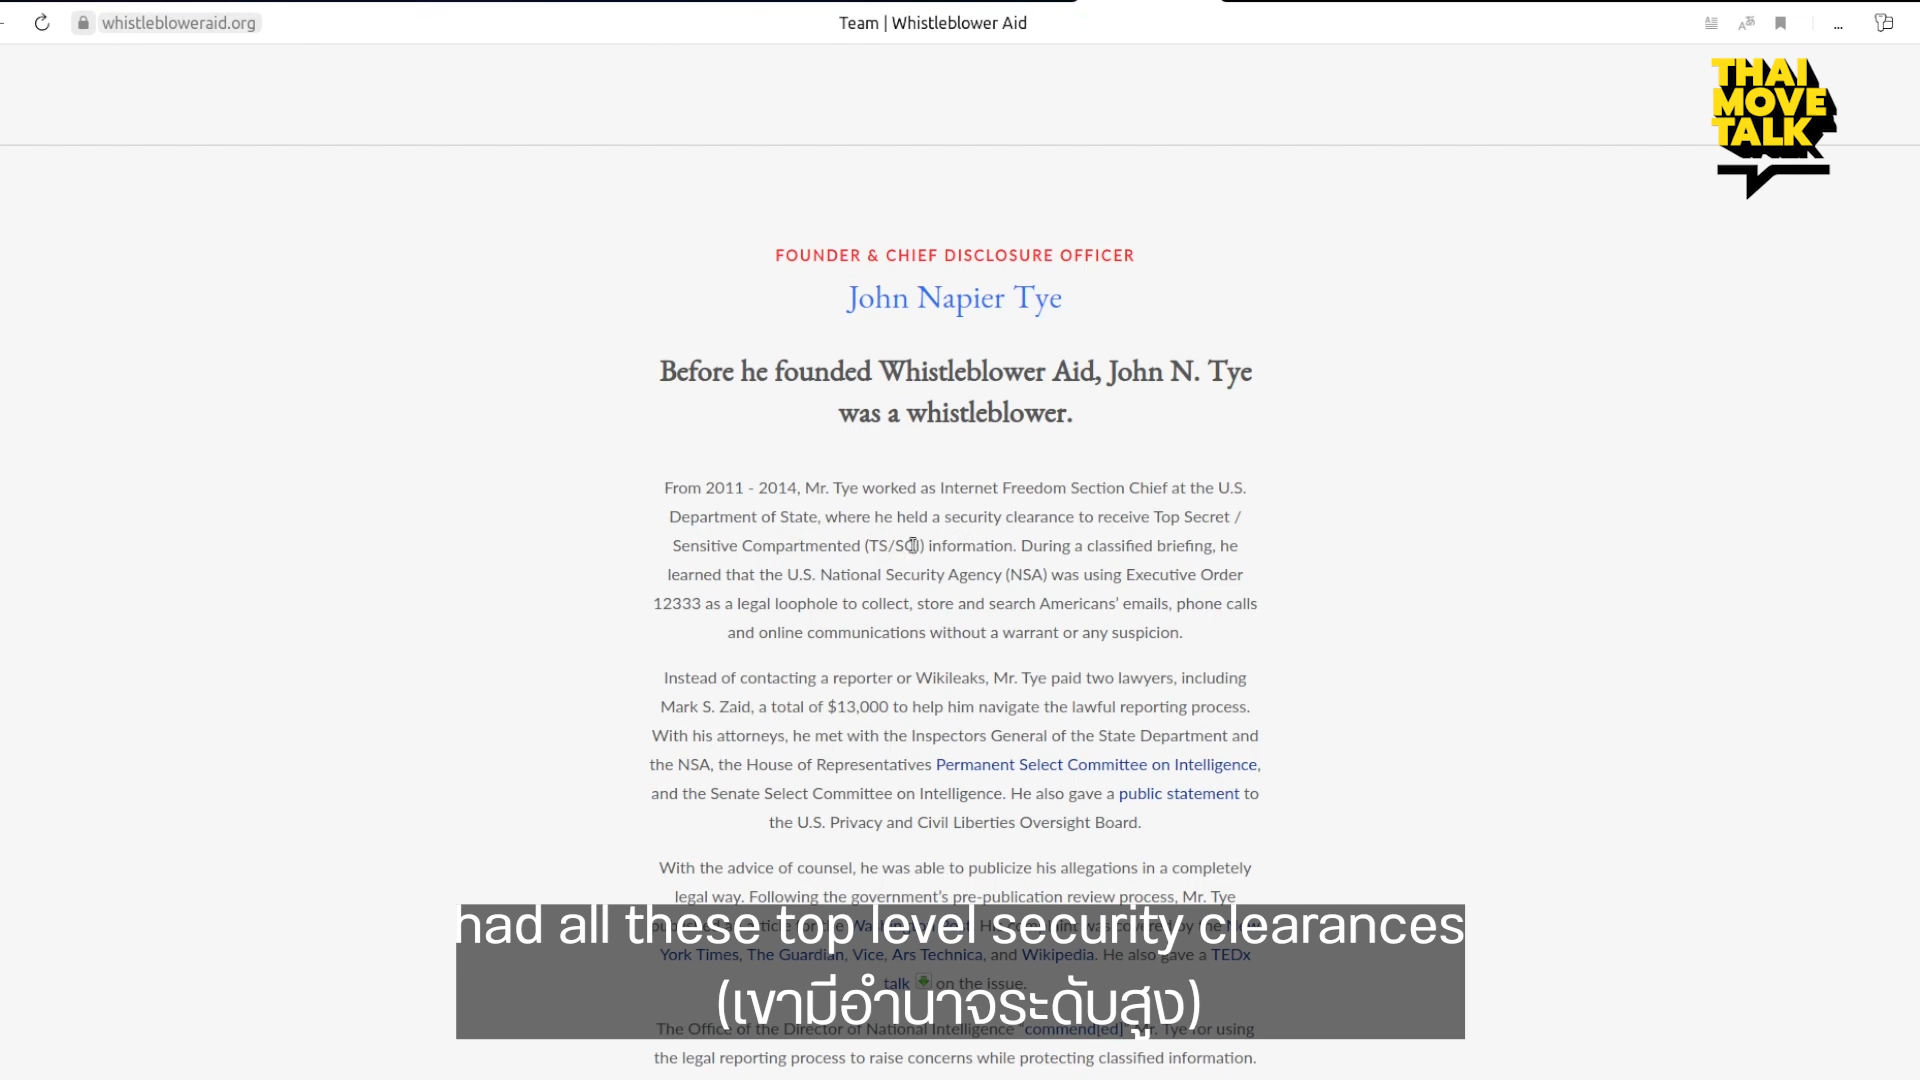 whistlebloweraid.org
Team | Whistleblower Aid
...
THAI
MOVE
TALK
FOUNDER & CHIEF DISCLOSURE OFFICER
John Napier Tye
Before he founded Whistleblower Aid, John N. Tye
was a whistleblower.
From 2011 - 2014, Mr. Tye worked as Internet Freedom Section Chief at the U.S.
Department of State, where he held a security clearance to receive Top Secret /
Sensitive Compartmented (TS/SCI) information. During a classified briefing, he
learned that the U.S. National Security Agency (NSA) was using Executive Order
12333 as a legal loophole to collect, store and search Americans’ emails, phone calls
and online communications without a warrant or any suspicion.
Instead of contacting a reporter or Wikileaks, Mr. Tye paid two lawyers, including
Mark S. Zaid, a total of $13,000 to help him navigate the lawful reporting process.
With his attorneys, he met with the Inspectors General of the State Department and
the NSA, the House of Representatives Permanent Select Committee on Intelligence,
and the Senate Select Committee on Intelligence. He also gave a public statement to
the U.S. Privacy and Civil Liberties Oversight Board.
With the advice of counsel, he was able to publicize his allegations in a completely
legal way. Following the government’s pre-publication review process, Mr. Tye
had all these top level security clearances
York Times, The Guardian, Vice, Ars Technica, and Wikipedia. He also gave a TEDx
talk on the issue.
(เขามีอำนาจระดับสูง)
The Office of the Director of National Intelligence “commend[ed]” Mr. Tye for using
the legal reporting process to raise concerns while protecting classified information.